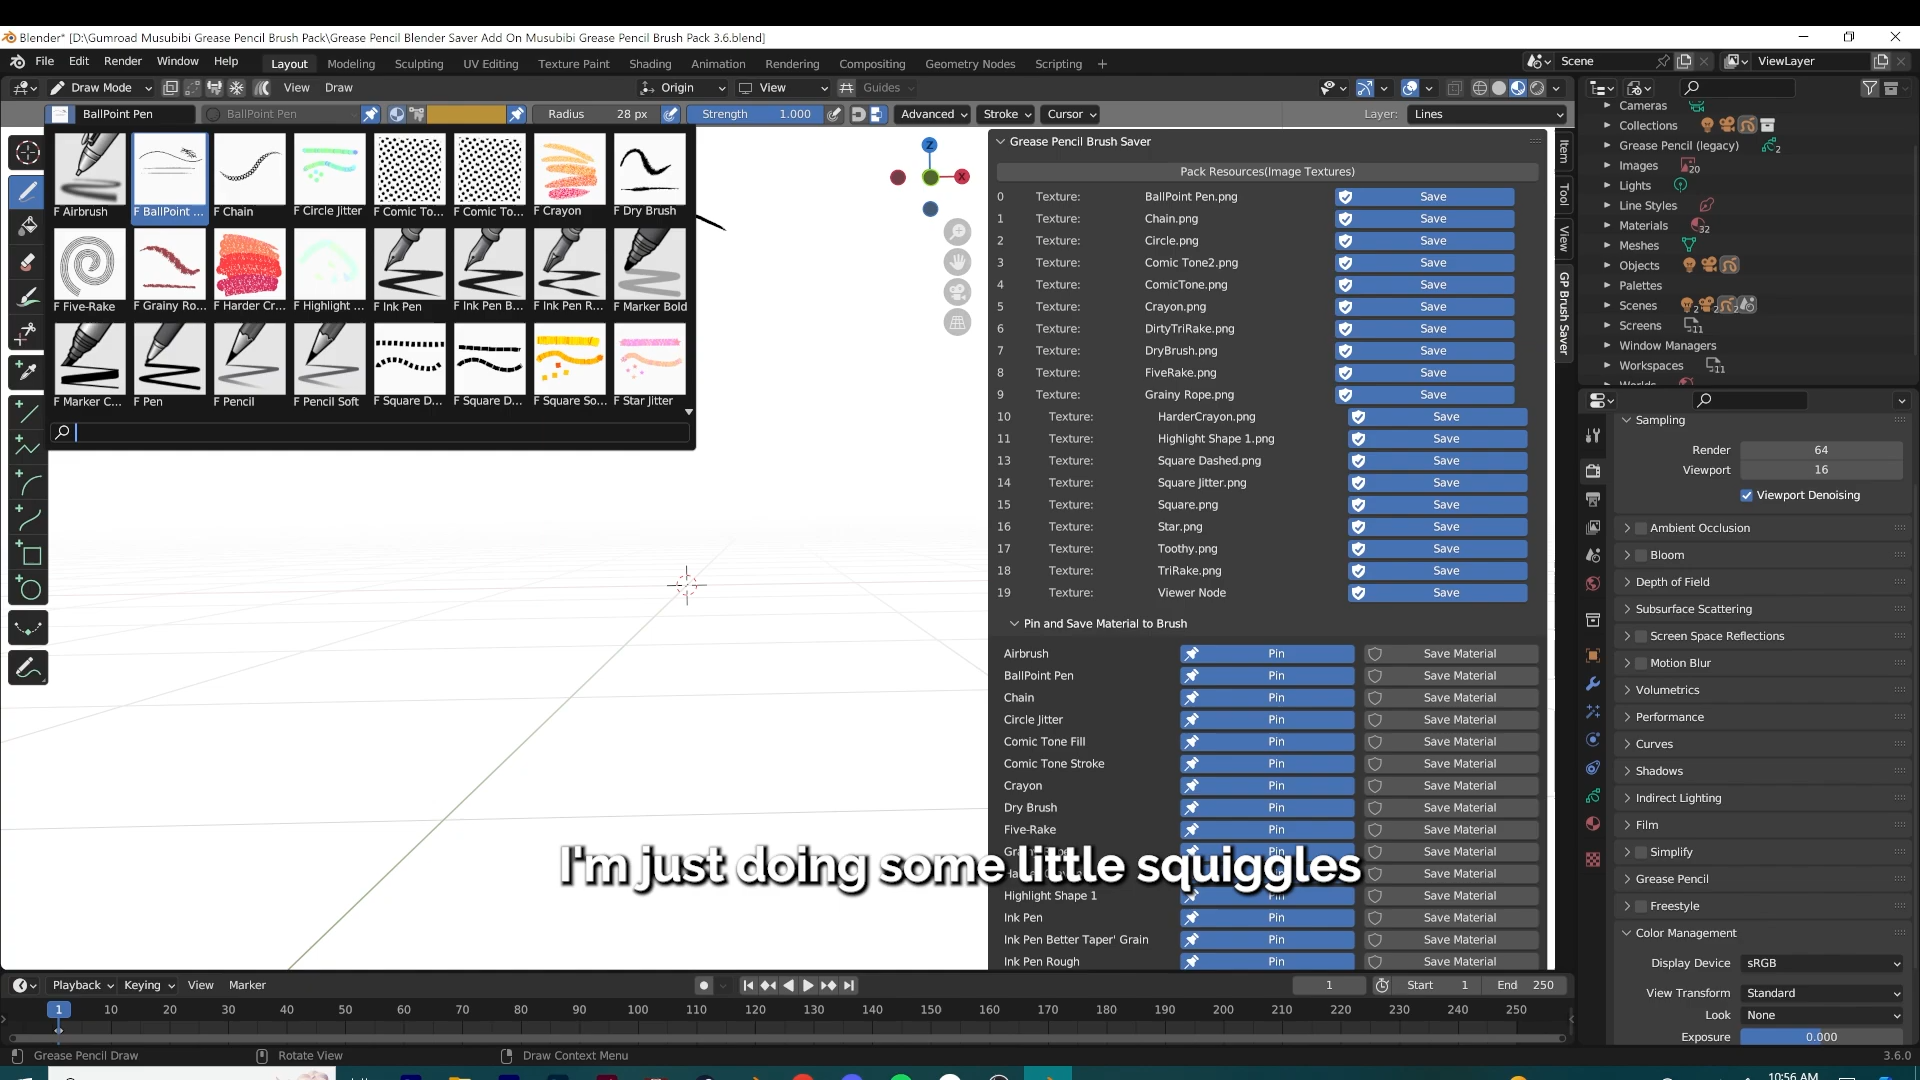 Blender* [D:\Gumroad Musubibi Grease Pencil Brush Pack\Grease Pencil Blender Saver Add On Musubibi Grease Pencil Brush Pack 3.6.blend]
File Edit Render Window Help Layout Modeling Sculpting UV Editing Texture Paint Shading Animation Rendering Compositing Geometry Nodes Scripting + Scene ViewLayer
Draw Mode View Draw Origin View Guides
BallPoint Pen BallPoint Pen Radius 28 px Strength 1.000 Advanced Stroke Cursor Layer: Lines
F Airbrush F BallPoint ... F Chain F Circle Jitter F Comic To... F Comic To... F Crayon F Dry Brush
F Five-Rake F Grainy Ro... F Harder Cr... F Highlight ... F Ink Pen F Ink Pen B... F Ink Pen R... F Marker Bold
F Marker C... F Pen F Pencil F Pencil Soft F Square D... F Square D... F Square So... F Star Jitter
Z
X
Grease Pencil Brush Saver
Pack Resources(Image Textures)
0 Texture: BallPoint Pen.png Save
1 Texture: Chain.png Save
2 Texture: Circle.png Save
3 Texture: Comic Tone2.png Save
4 Texture: ComicTone.png Save
5 Texture: Crayon.png Save
6 Texture: DirtyTriRake.png Save
7 Texture: DryBrush.png Save
8 Texture: FiveRake.png Save
9 Texture: Grainy Rope.png Save
10 Texture: HarderCrayon.png Save
11 Texture: Highlight Shape 1.png Save
13 Texture: Square Dashed.png Save
14 Texture: Square Jitter.png Save
15 Texture: Square.png Save
16 Texture: Star.png Save
17 Texture: Toothy.png Save
18 Texture: TriRake.png Save
19 Texture: Viewer Node Save
Pin and Save Material to Brush
Airbrush Pin Save Material
BallPoint Pen Pin Save Material
Chain Pin Save Material
Circle Jitter Pin Save Material
Comic Tone Fill Pin Save Material
Comic Tone Stroke Pin Save Material
Crayon Pin Save Material
Dry Brush Pin Save Material
Five-Rake Pin Save Material
Pin Save Material
Save Material
Highlight Shape 1 Pin Save Material
Ink Pen Pin Save Material
Ink Pen Better Taper' Grain Pin Save Material
Ink Pen Rough Pin Save Material
I'm just doing some little squiggles
Item
Tool
View
GP Brush Saver
Cameras
Collections
Grease Pencil (legacy) 2
Images 20
Lights
Line Styles
Materials 32
Meshes
Objects
Palettes
Scenes 2 2 2
Screens 11
Window Managers
Workspaces 11
Sampling
Render 64
Viewport 16
Viewport Denoising
Ambient Occlusion
Bloom
Depth of Field
Subsurface Scattering
Screen Space Reflections
Motion Blur
Volumetrics
Performance
Curves
Shadows
Indirect Lighting
Film
Simplify
Grease Pencil
Freestyle
Color Management
Display Device sRGB
View Transform Standard
Look None
Exposure 0.000
Playback Keying View Marker 1 Start 1 End 250
1 10 20 30 40 50 60 70 80 90 100 110 120 130 140 150 160 170 180 190 200 210 220 230 240 250
Grease Pencil Draw Rotate View Draw Context Menu 3.6.0
10:56 AM